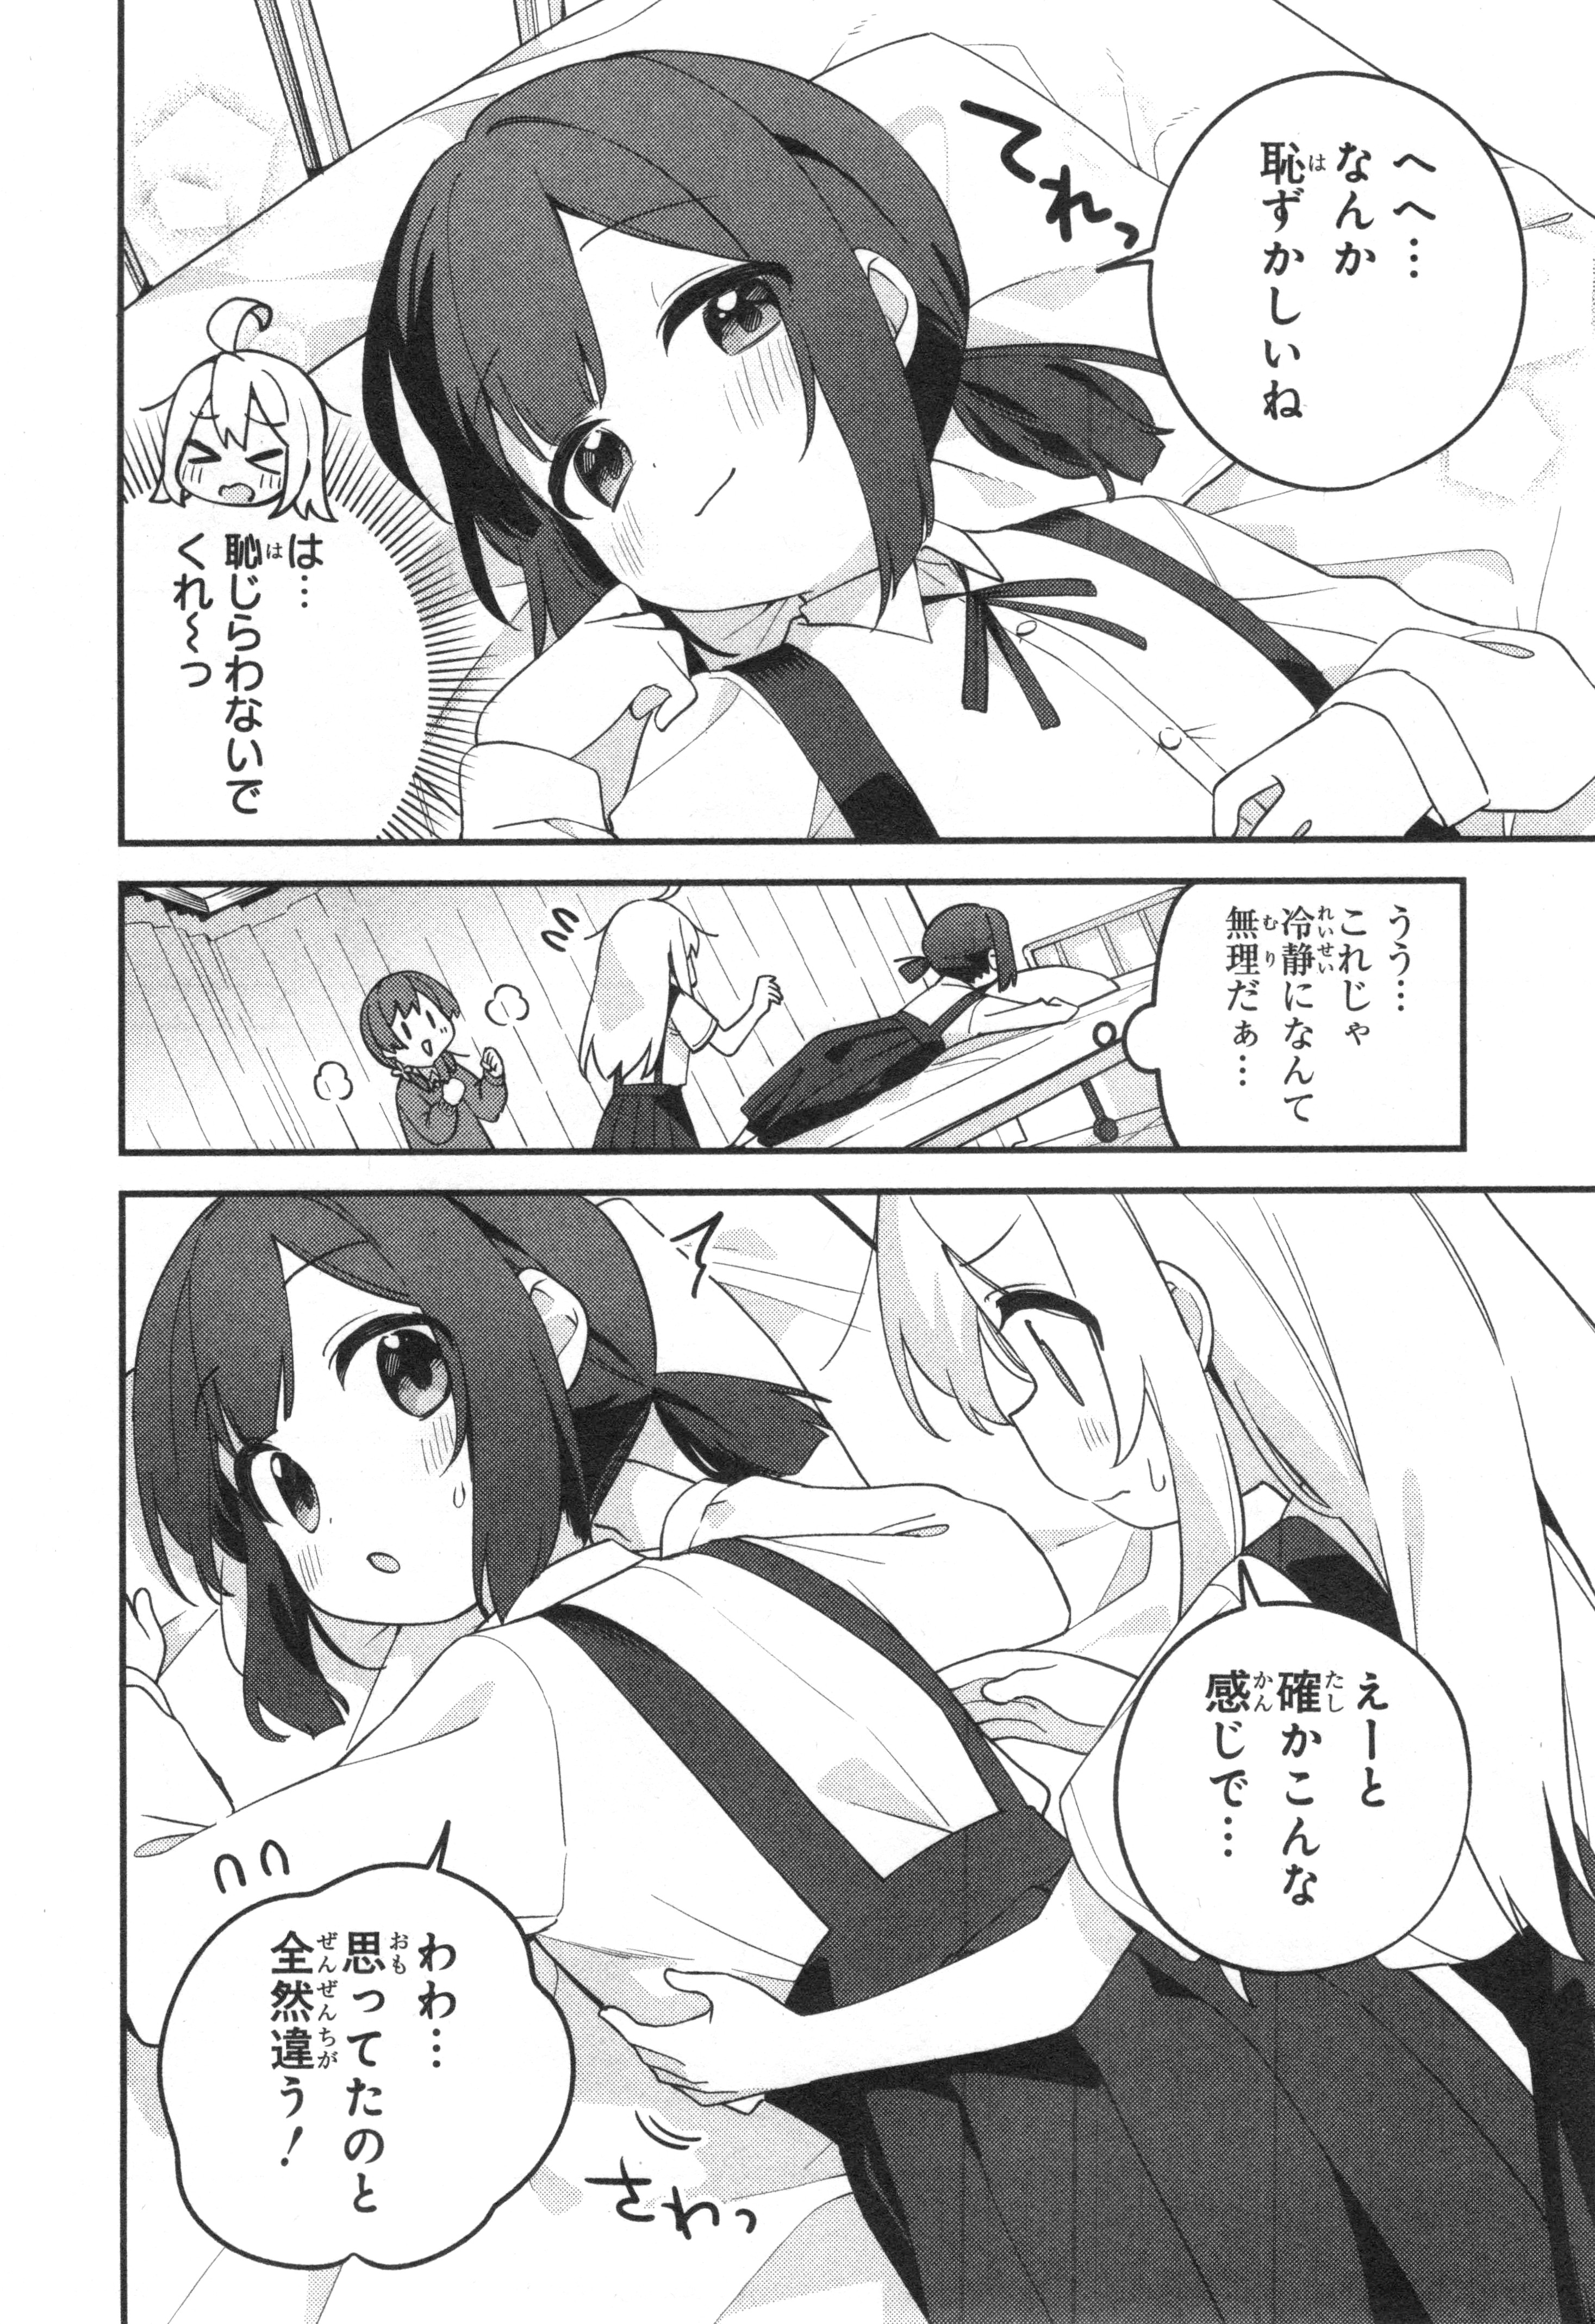 へへ…
なんか
恥ずかしいね
てれっ
は…
恥じらわないで
くれ～っ
うう…
これじゃ
冷静になんて
無理だぁ…
えーと
確かこんな
感じで…
わわ…
思ってたのと
全然違う!
さわっ